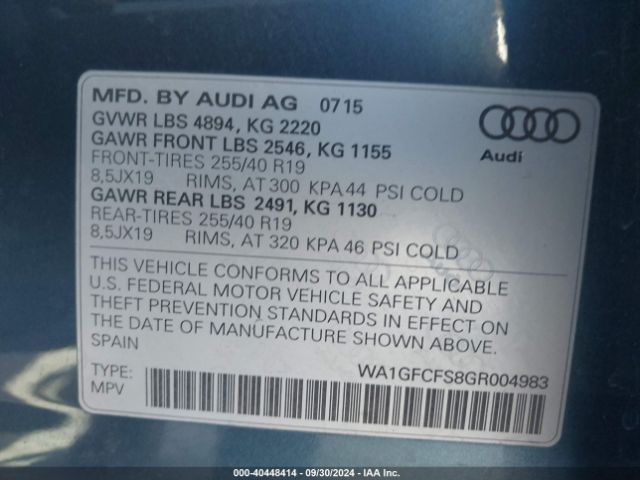 MFD. BY AUDI AG 0715
GVWR LBS 4894, KG 2220
GAWR FRONT LBS 2546, KG 1155
FRONT-TIRES 255/40 R19
8,5JX19 RIMS, AT 300 KPA 44 PSI COLD
GAWR REAR LBS 2491, KG 1130
REAR-TIRES 255/40 R19
8,5JX19 RIMS, AT 320 KPA 46 PSI COLD
Audi
THIS VEHICLE CONFORMS TO ALL APPLICABLE
U.S. FEDERAL MOTOR VEHICLE SAFETY AND
THEFT PREVENTION STANDARDS IN EFFECT ON
THE DATE OF MANUFACTURE SHOWN ABOVE.
SPAIN
TYPE: WA1GFCFS8GR004983
MPV
000-40448414 - 09/30/2024 - IAA Inc.